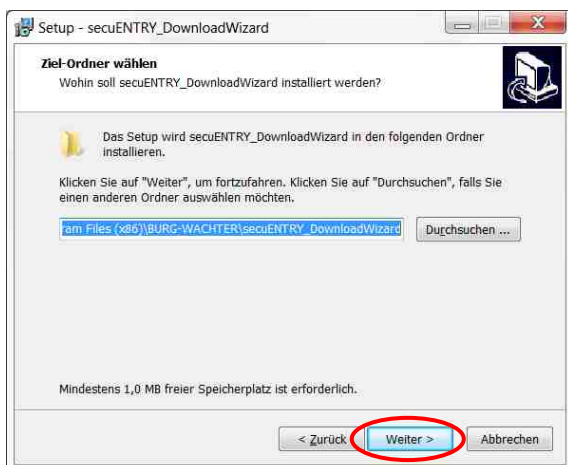 Setup - secuENTRY_DownloadWizard
Ziel-Ordner wählen
Wohin soll secuENTRY_DownloadWizard installiert werden?
Das Setup wird secuENTRY_DownloadWizard in den folgenden Ordner
installieren.
Klicken Sie auf "Weiter", um fortzufahren. Klicken Sie auf "Durchsuchen", falls Sie
einen anderen Ordner auswählen möchten.
ram Files (x86)\BURG-WACHTER\secuENTRY_DownloadWizard
Durchsuchen ...
Mindestens 1,0 MB freier Speicherplatz ist erforderlich.
< Zurück
Weiter >
Abbrechen